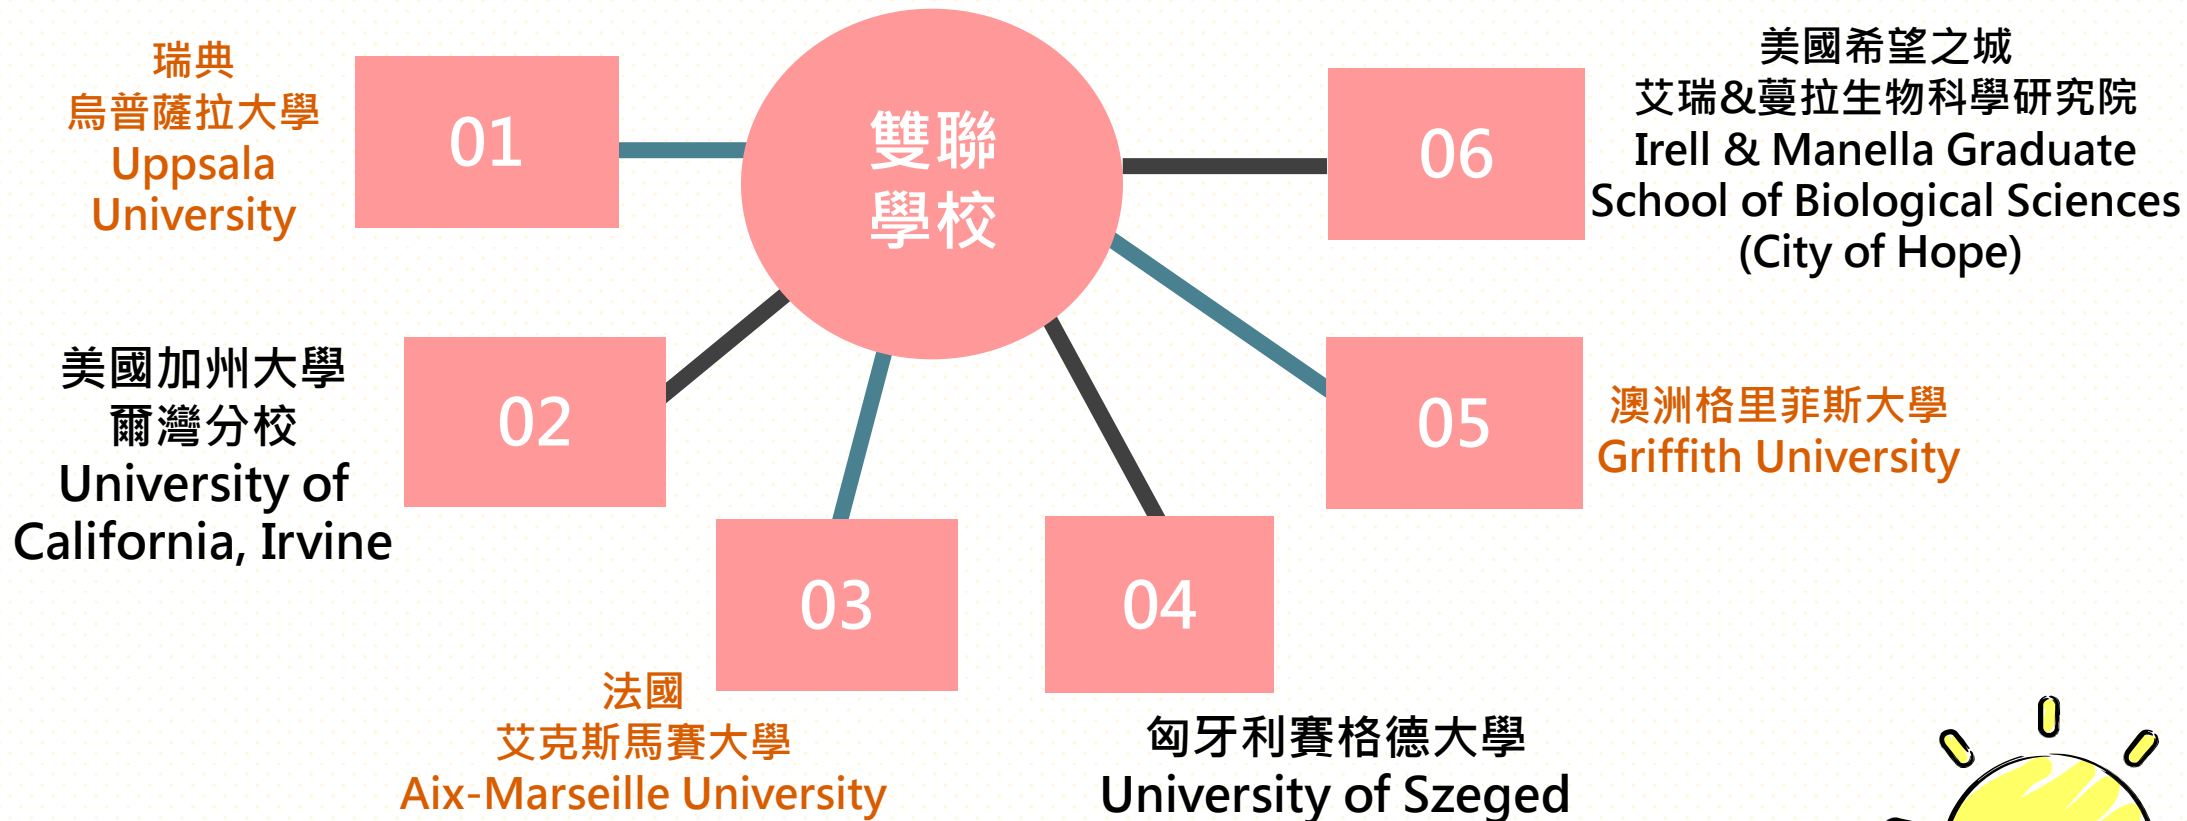 雙聯
學校
01
瑞典
烏普薩拉大學
Uppsala
University
02
美國加州大學
爾灣分校
University of
California, Irvine
03
法國
艾克斯馬賽大學
Aix-Marseille University
04
匈牙利賽格德大學
University of Szeged
05
澳洲格里菲斯大學
Griffith University
06
美國希望之城
艾瑞&蔓拉生物科學研究院
Irell & Manella Graduate
School of Biological Sciences
(City of Hope)